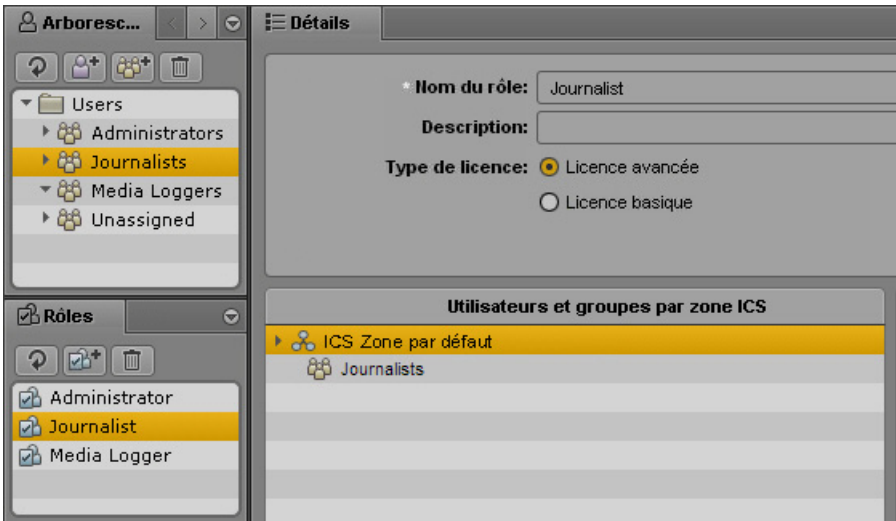 Arboresc...
Users
Administrators
Journalists
Media Loggers
Unassigned
Rôles
Administrator
Journalist
Media Logger
Détails
* Nom du rôle: Journalist
Description:
Type de licence: Licence avancée
Licence basique
Utilisateurs et groupes par zone ICS
ICS Zone par défaut
Journalists